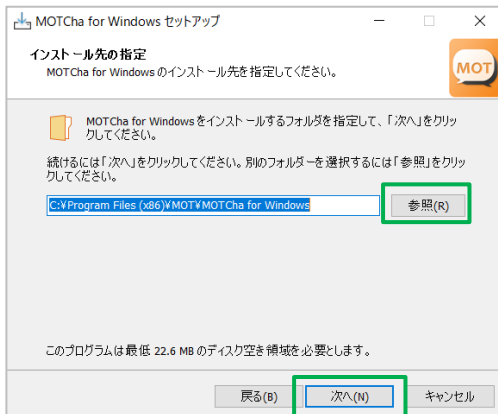 MOTCha for Windows セットアップ
インストール先の指定
MOTCha for Windows のインストール先を指定してください。
MOT
MOTCha for Windows をインストールするフォルダを指定して、「次へ」をクリッ
クしてください。
続けるには「次へ」をクリックしてください。別のフォルダーを選択するには「参照」をクリッ
クしてください。
C:¥Program Files (x86)¥MOT¥MOTCha for Windows
参照(R)
このプログラムは最低 22.6 MB のディスク空き領域を必要とします。
戻る(B)
次へ(N)
キャンセル